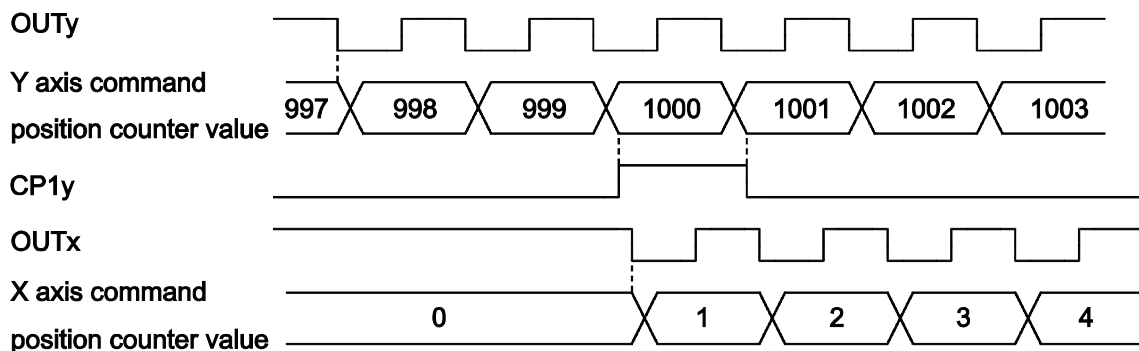 OUTy
Y axis command
position counter value
997 998 999 1000 1001 1002 1003
CP1y
OUTx
X axis command
position counter value
0 1 2 3 4